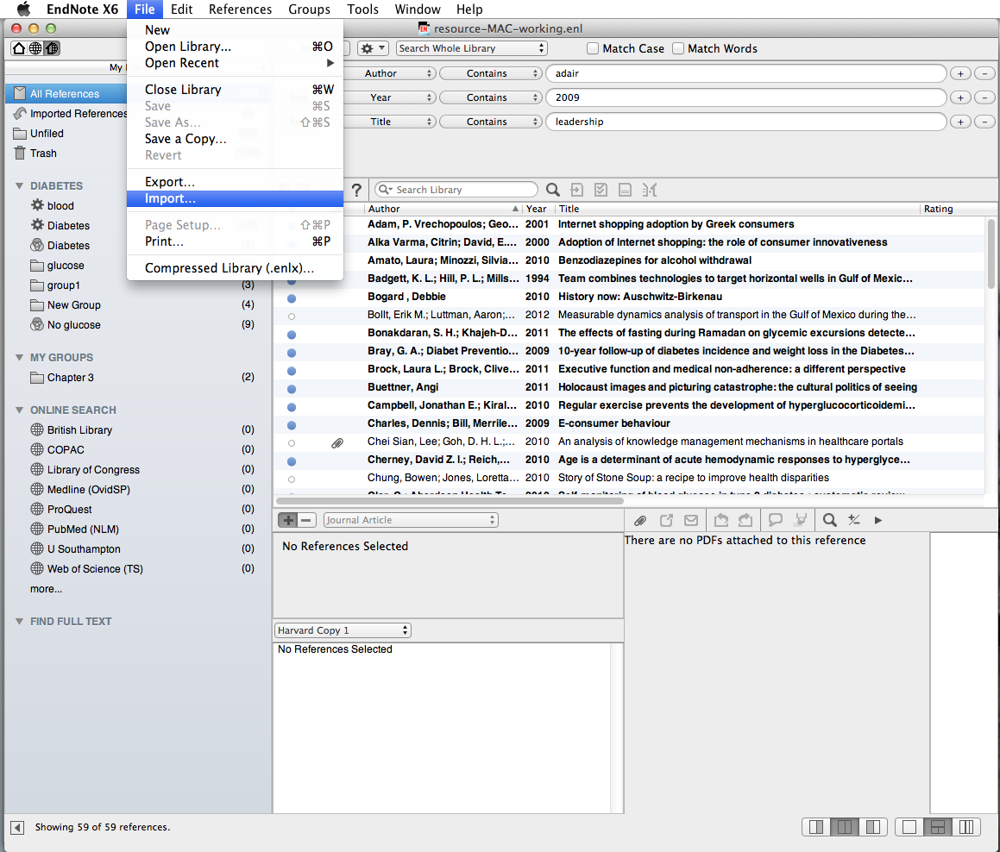 EndNote X6 File Edit References Groups Tools Window Help
resource-MAC-working.enl
New
Open Library... ⌘O
Open Recent ▶
Close Library ⌘W
Save ⌘S
Save As... ⇧⌘S
Save a Copy...
Revert
Export...
Import...
Page Setup... ⇧⌘P
Print... ⌘P
Compressed Library (.enlx)...
Search Whole Library Match Case Match Words
Author Contains adair + -
Year Contains 2009 + -
Title Contains leadership + -
My
All References
Imported References
Unfiled
Trash
DIABETES
blood
Diabetes
Diabetes
glucose
group1 (3)
New Group (4)
No glucose (9)
MY GROUPS
Chapter 3 (2)
ONLINE SEARCH
British Library (0)
COPAC (0)
Library of Congress (0)
Medline (OvidSP) (0)
ProQuest (0)
PubMed (NLM) (0)
U Southampton (0)
Web of Science (TS) (0)
more...
FIND FULL TEXT
? Search Library
Author Year Title Rating
Adam, P. Vrechopoulos; Geo... 2001 Internet shopping adoption by Greek consumers
Alka Varma, Citrin; David, E.... 2000 Adoption of Internet shopping: the role of consumer innovativeness
Amato, Laura; Minozzi, Silvia... 2010 Benzodiazepines for alcohol withdrawal
Badgett, K. L.; Hill, P. L.; Mills... 1994 Team combines technologies to target horizontal wells in Gulf of Mexic...
Bogard , Debbie 2010 History now: Auschwitz-Birkenau
Bollt, Erik M.; Luttman, Aaron;... 2012 Measurable dynamics analysis of transport in the Gulf of Mexico during the...
Bonakdaran, S. H.; Khajeh-D... 2011 The effects of fasting during Ramadan on glycemic excursions detecte...
Bray, G. A.; Diabet Preventio... 2009 10-year follow-up of diabetes incidence and weight loss in the Diabetes...
Brock, Laura L.; Brock, Clive... 2011 Executive function and medical non-adherence: a different perspective
Buettner, Angi 2011 Holocaust images and picturing catastrophe: the cultural politics of seeing
Campbell, Jonathan E.; Kiral... 2010 Regular exercise prevents the development of hyperglucocorticoidemi...
Charles, Dennis; Bill, Merrile... 2009 E-consumer behaviour
Chei Sian, Lee; Goh, D. H. L.;... 2010 An analysis of knowledge management mechanisms in healthcare portals
Cherney, David Z. I.; Reich,... 2010 Age is a determinant of acute hemodynamic responses to hyperglyce...
Chung, Bowen; Jones, Loretta... 2010 Story of Stone Soup: a recipe to improve health disparities
Journal Article
No References Selected
There are no PDFs attached to this reference
Harvard Copy 1
No References Selected
Showing 59 of 59 references.